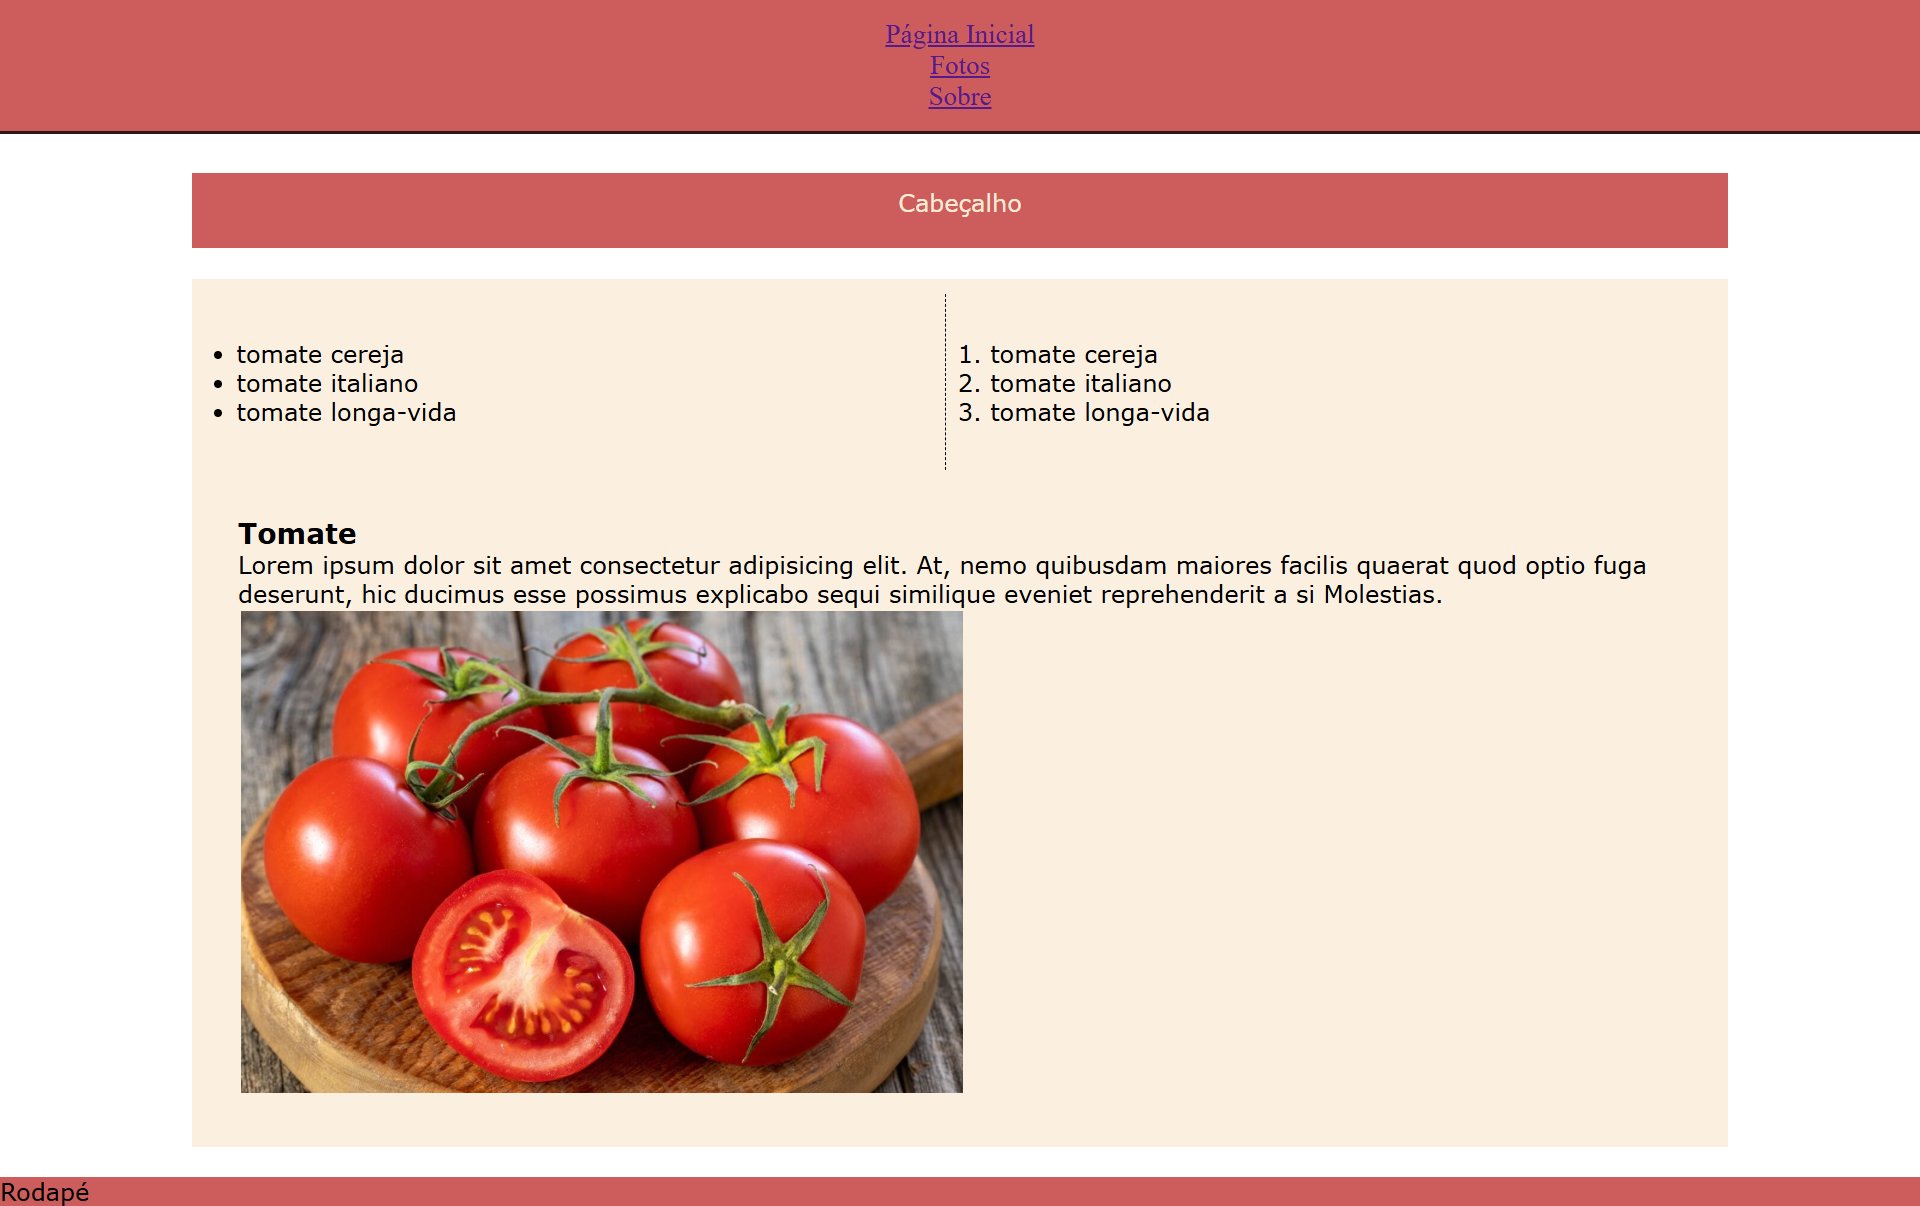 Página Inicial
Fotos
Sobre
Cabeçalho
• tomate cereja
• tomate italiano
• tomate longa-vida
1. tomate cereja
2. tomate italiano
3. tomate longa-vida
Tomate
Lorem ipsum dolor sit amet consectetur adipisicing elit. At, nemo quibusdam maiores facilis quaerat quod optio fuga
deserunt, hic ducimus esse possimus explicabo sequi similique eveniet reprehenderit a si Molestias.
Rodapé